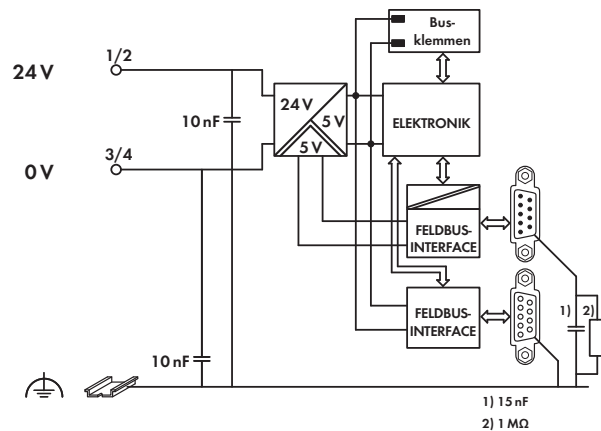 Bus-
klemmen
1/2
24 V
24 V
5 V
5 V
10 nF
ELEKTRONIK
3/4
0 V
FELDBUS-
INTERFACE
FELDBUS-
INTERFACE
1)
2)
10 nF
1) 15 nF
2) 1 MΩ